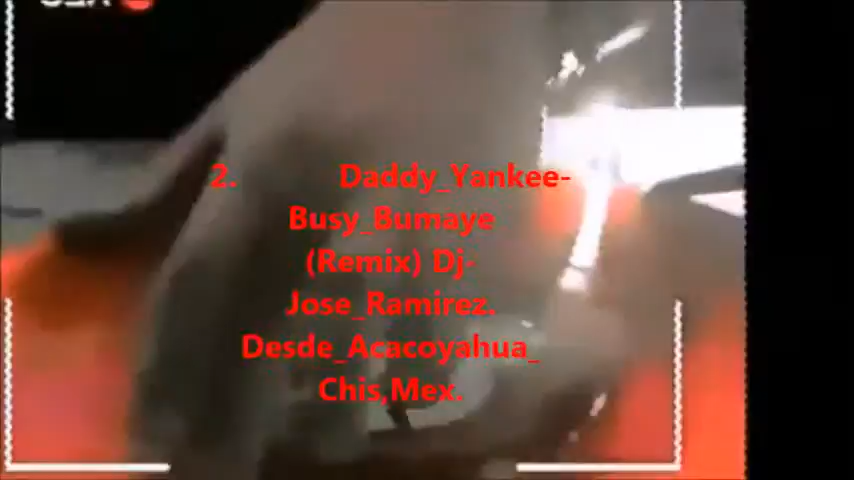 2. Daddy_Yankee-
Busy_Bumaye
(Remix) Dj-
Jose_Ramirez.
Desde_Acacoyahua_
Chis,Mex.